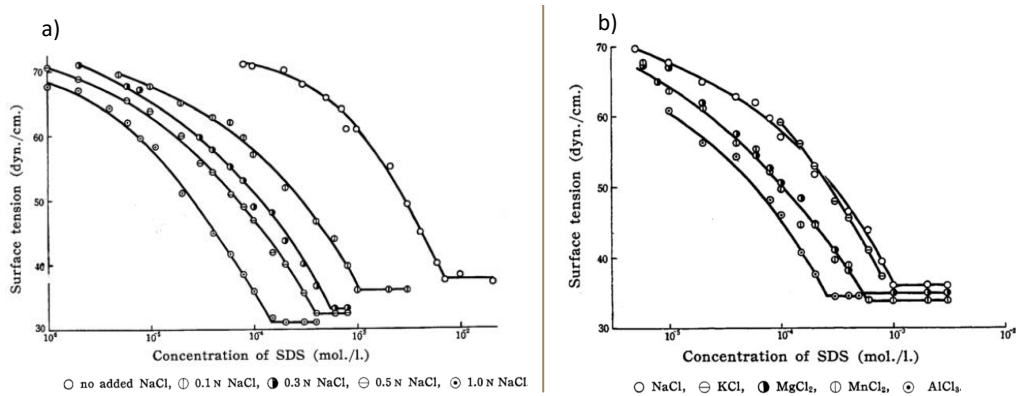 a)
Surface tension (dyn./cm.)
70
60
50
40
30
10⁻⁶ 10⁻⁵ 10⁻⁴ 10⁻³ 10⁻²
Concentration of SDS (mol./l.)
no added NaCl, 0.1 N NaCl, 0.3 N NaCl, 0.5 N NaCl, 1.0 N NaCl
b)
Surface tension (dyn./cm.)
70
60
50
40
30
10⁻⁵ 10⁻⁴ 10⁻³ 10⁻²
Concentration of SDS (mol./l.)
NaCl, KCl, MgCl₂, MnCl₂, AlCl₃.